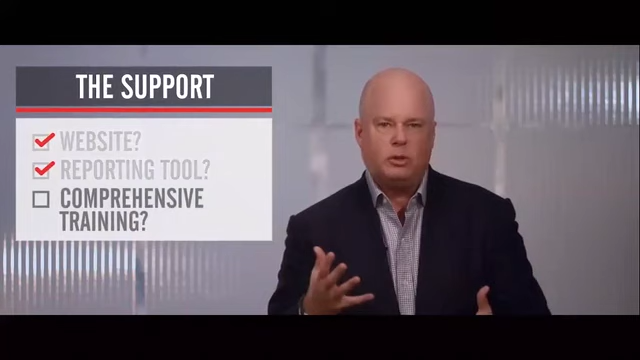 THE SUPPORT
WEBSITE?
REPORTING TOOL?
COMPREHENSIVE
TRAINING?